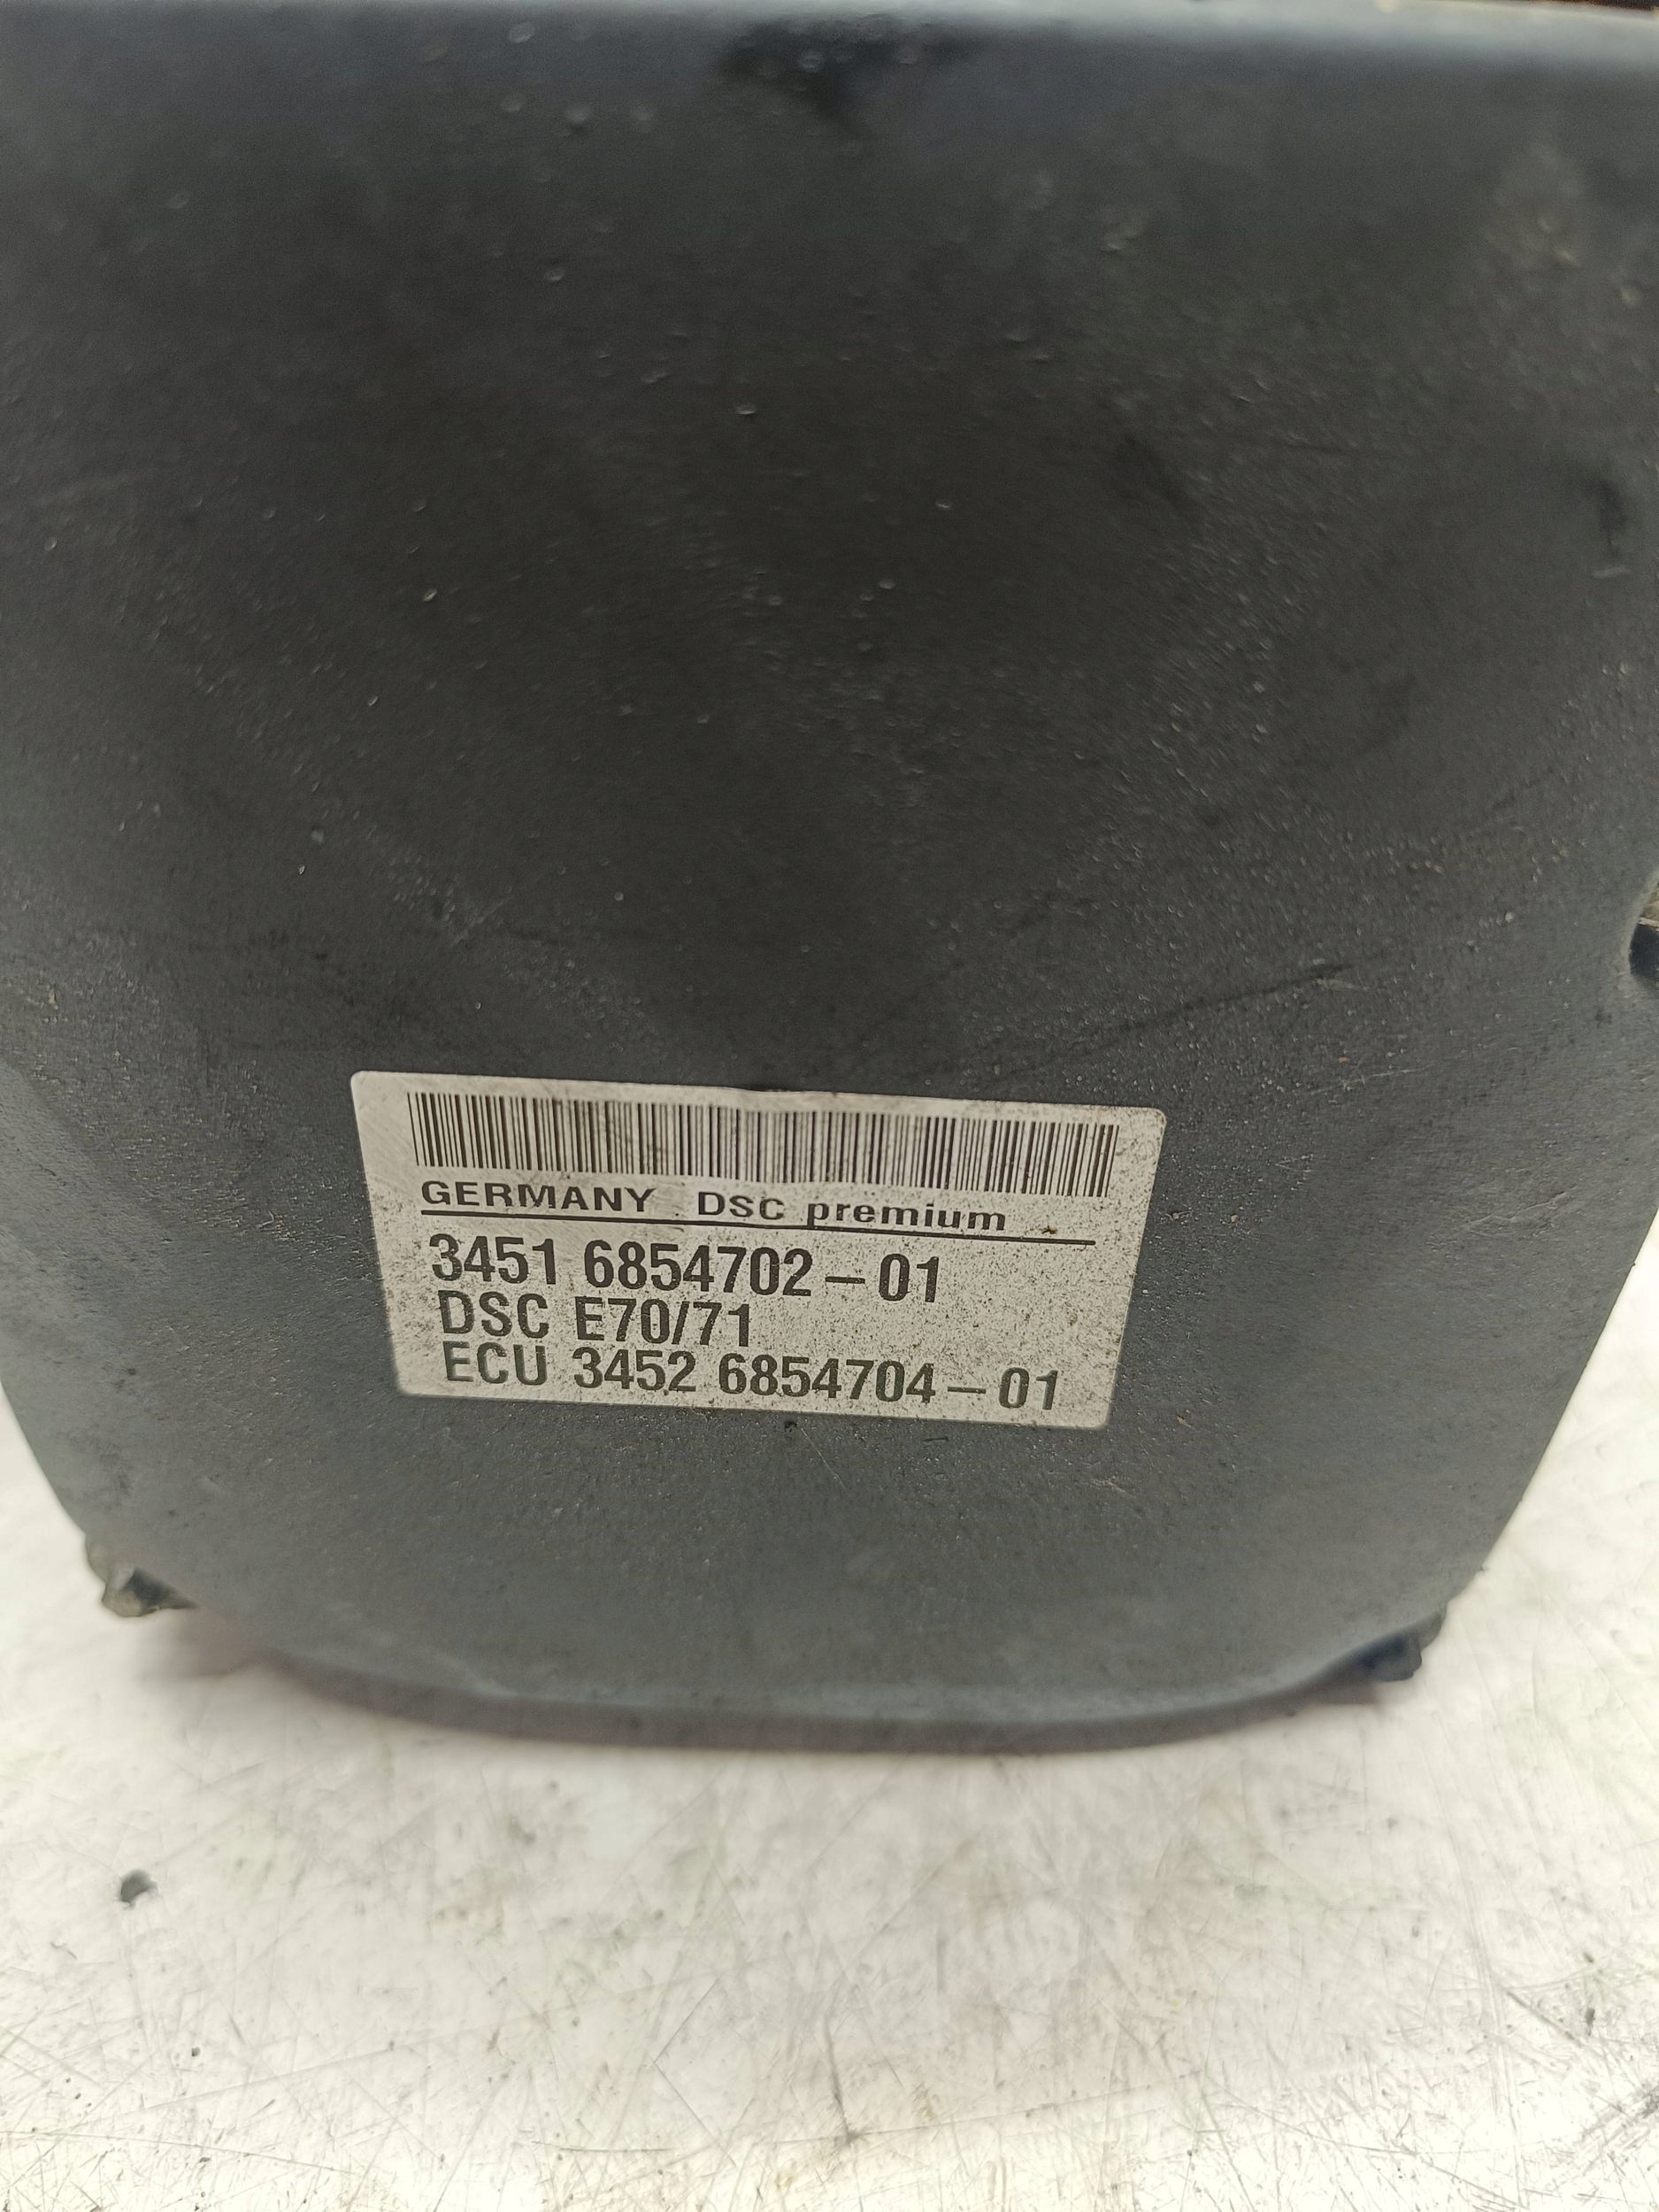 GERMANY DSC premium
3451 6854702-01
DSC E70/71
ECU 3452 6854704-01